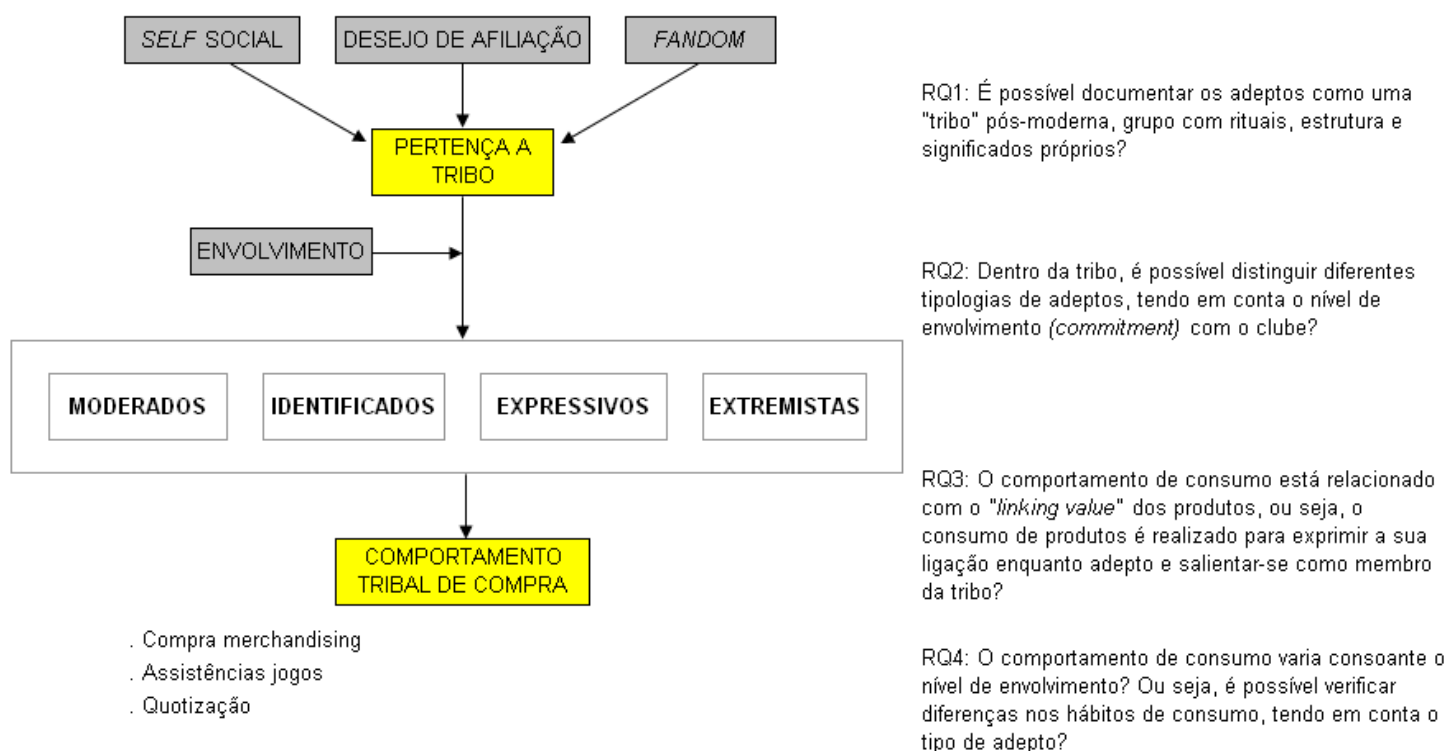 SELF SOCIAL
DESEJO DE AFILIAÇÃO
FANDOM
PERTENÇA A
TRIBO
ENVOLVIMENTO
MODERADOS
IDENTIFICADOS
EXPRESSIVOS
EXTREMISTAS
COMPORTAMENTO
TRIBAL DE COMPRA
. Compra merchandising
. Assistências jogos
. Quotização
RQ1: É possível documentar os adeptos como uma
"tribo" pós-moderna, grupo com rituais, estrutura e
significados próprios?
RQ2: Dentro da tribo, é possível distinguir diferentes
tipologias de adeptos, tendo em conta o nível de
envolvimento (commitment) com o clube?
RQ3: O comportamento de consumo está relacionado
com o "linking value" dos produtos, ou seja, o
consumo de produtos é realizado para exprimir a sua
ligação enquanto adepto e salientar-se como membro
da tribo?
RQ4: O comportamento de consumo varia consoante o
nível de envolvimento? Ou seja, é possível verificar
diferenças nos hábitos de consumo, tendo em conta o
tipo de adepto?